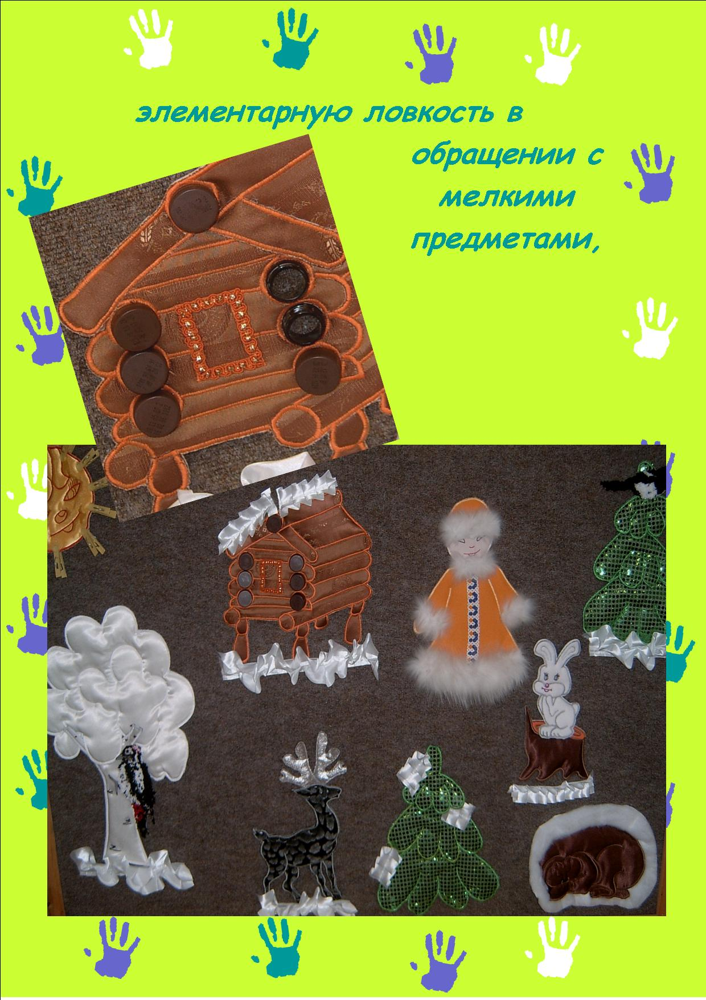 элементарную ловкость в
обращении с
мелкими
предметами,